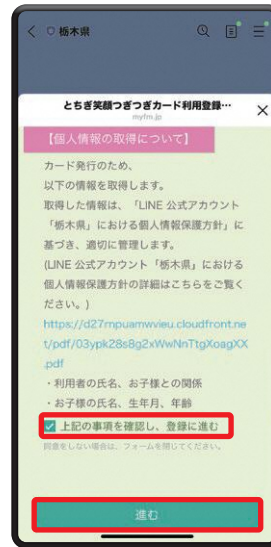 栃木県
とちぎ笑顔つぎつぎカード利用登録…
myfm.jp
【個人情報の取得について】
カード発行のため、
以下の情報を取得します。
取得した情報は、「LINE 公式アカウント
「栃木県」における個人情報保護方針」に
基づき、適切に管理します。
(LINE 公式アカウント「栃木県」における
個人情報保護方針の詳細はこちらをご覧く
ださい。)
https://d27mpuamwvieu.cloudfront.ne
t/pdf/03ypk28s8g2xWwNnTtgXoagXX
.pdf
・利用者の氏名、お子様との関係
・お子様の氏名、生年月、年齢
上記の事項を確認し、登録に進む
同意をしない場合は、フォームを閉じてください。
進む